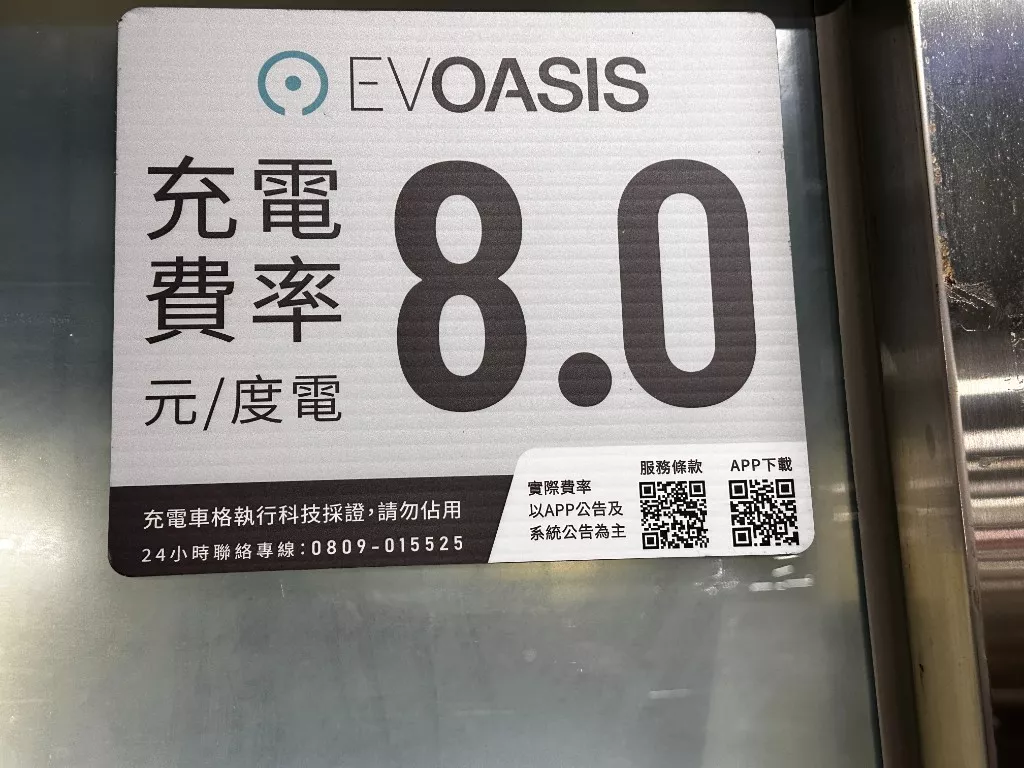 EVOASIS
充電
費率
元/度電
8.0
充電車格執行科技採證，請勿佔用
24小時聯絡專線：0809-015525
實際費率
以APP公告及
系統公告為主
服務條款
APP下載